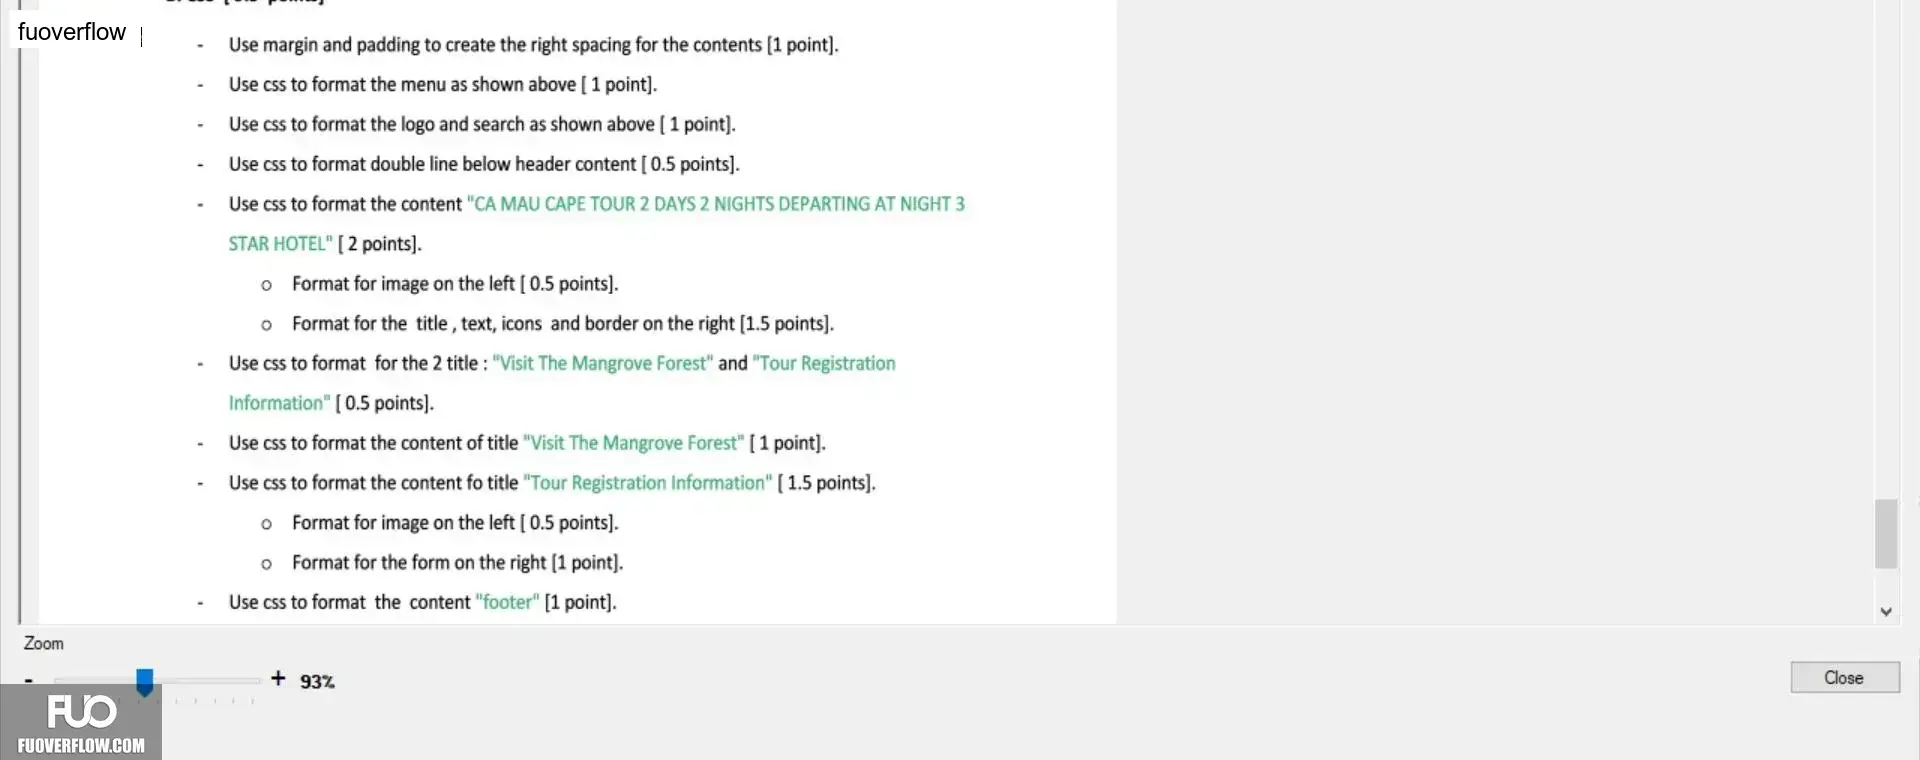 fuoverflow
- Use margin and padding to create the right spacing for the contents [1 point].
- Use css to format the menu as shown above [ 1 point].
- Use css to format the logo and search as shown above [ 1 point].
- Use css to format double line below header content [ 0.5 points].
- Use css to format the content "CA MAU CAPE TOUR 2 DAYS 2 NIGHTS DEPARTING AT NIGHT 3
STAR HOTEL" [ 2 points].
o Format for image on the left [ 0.5 points].
o Format for the title , text, icons and border on the right [1.5 points].
- Use css to format for the 2 title : "Visit The Mangrove Forest" and "Tour Registration
Information" [ 0.5 points].
- Use css to format the content of title "Visit The Mangrove Forest" [ 1 point].
- Use css to format the content fo title "Tour Registration Information" [ 1.5 points].
o Format for image on the left [ 0.5 points].
o Format for the form on the right [1 point].
- Use css to format the content "footer" [1 point].
Zoom
- + 93%
Close
FUO
FUOVERFLOW.COM